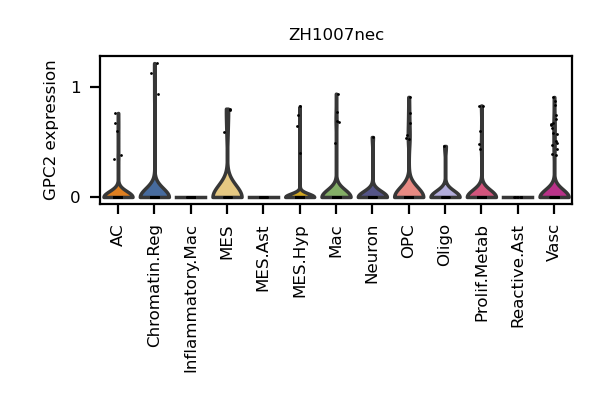 ZH1007nec
GPC2 expression
1
0
AC
Chromatin.Reg
Inflammatory.Mac
MES
MES.Ast
MES.Hyp
Mac
Neuron
OPC
Oligo
Prolif.Metab
Reactive.Ast
Vasc